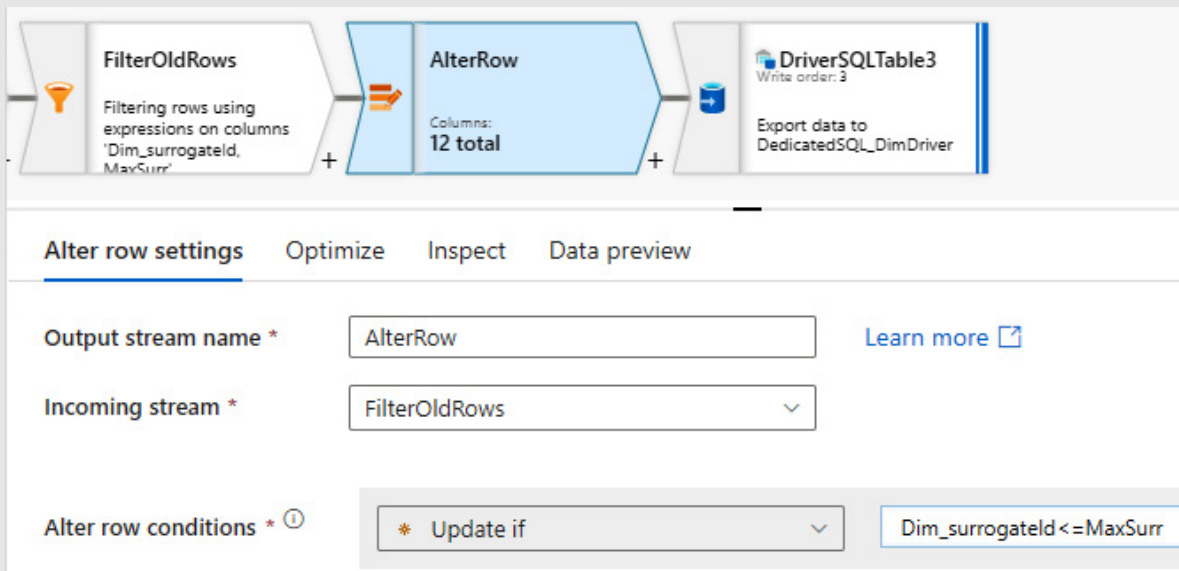 FilterOldRows
Filtering rows using
expressions on columns
'Dim_surrogateId,
MaxSurr'
+
AlterRow
Columns:
12 total
+
DriverSQLTable3
Write order: 3
Export data to
DedicatedSQL_DimDriver
Alter row settings Optimize Inspect Data preview
Output stream name * AlterRow Learn more
Incoming stream * FilterOldRows
Alter row conditions * Update if Dim_surrogateId<=MaxSurr